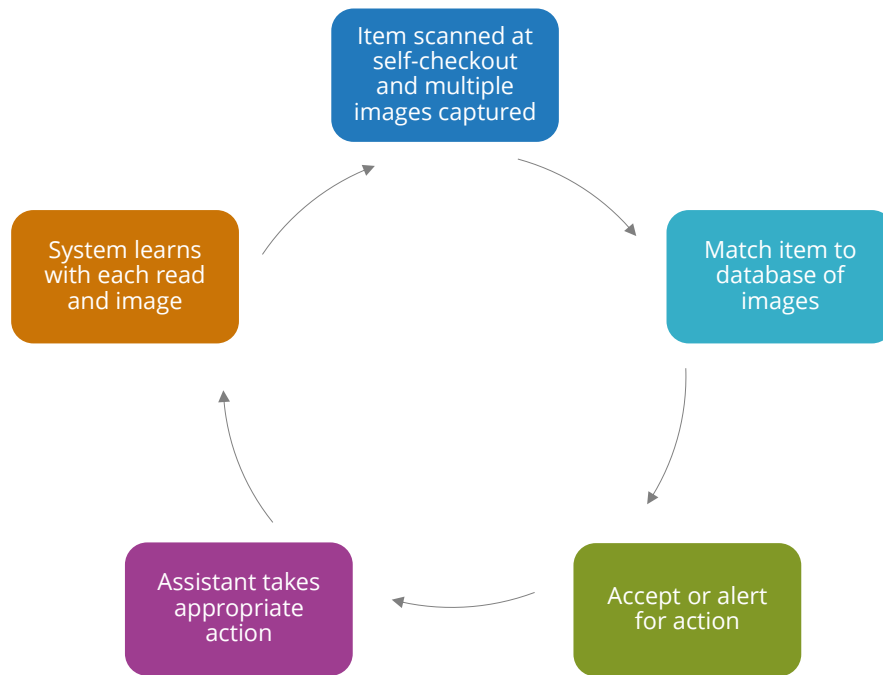 Item scanned at
self-checkout
and multiple
images captured
Match item to
database of
images
Accept or alert
for action
Assistant takes
appropriate
action
System learns
with each read
and image